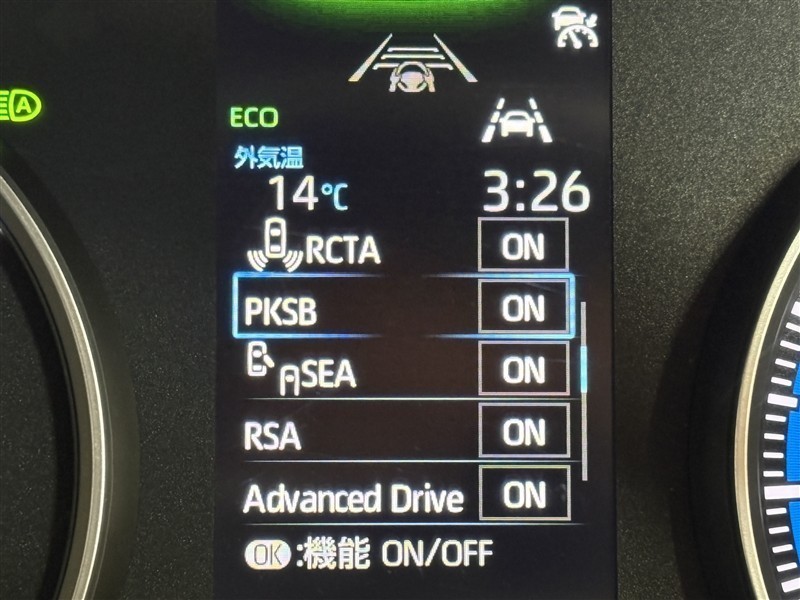 A
ECO
外気温
14℃ 3:26
RCTA ON
PKSB ON
SEA ON
RSA ON
Advanced Drive ON
OK:機能 ON/OFF